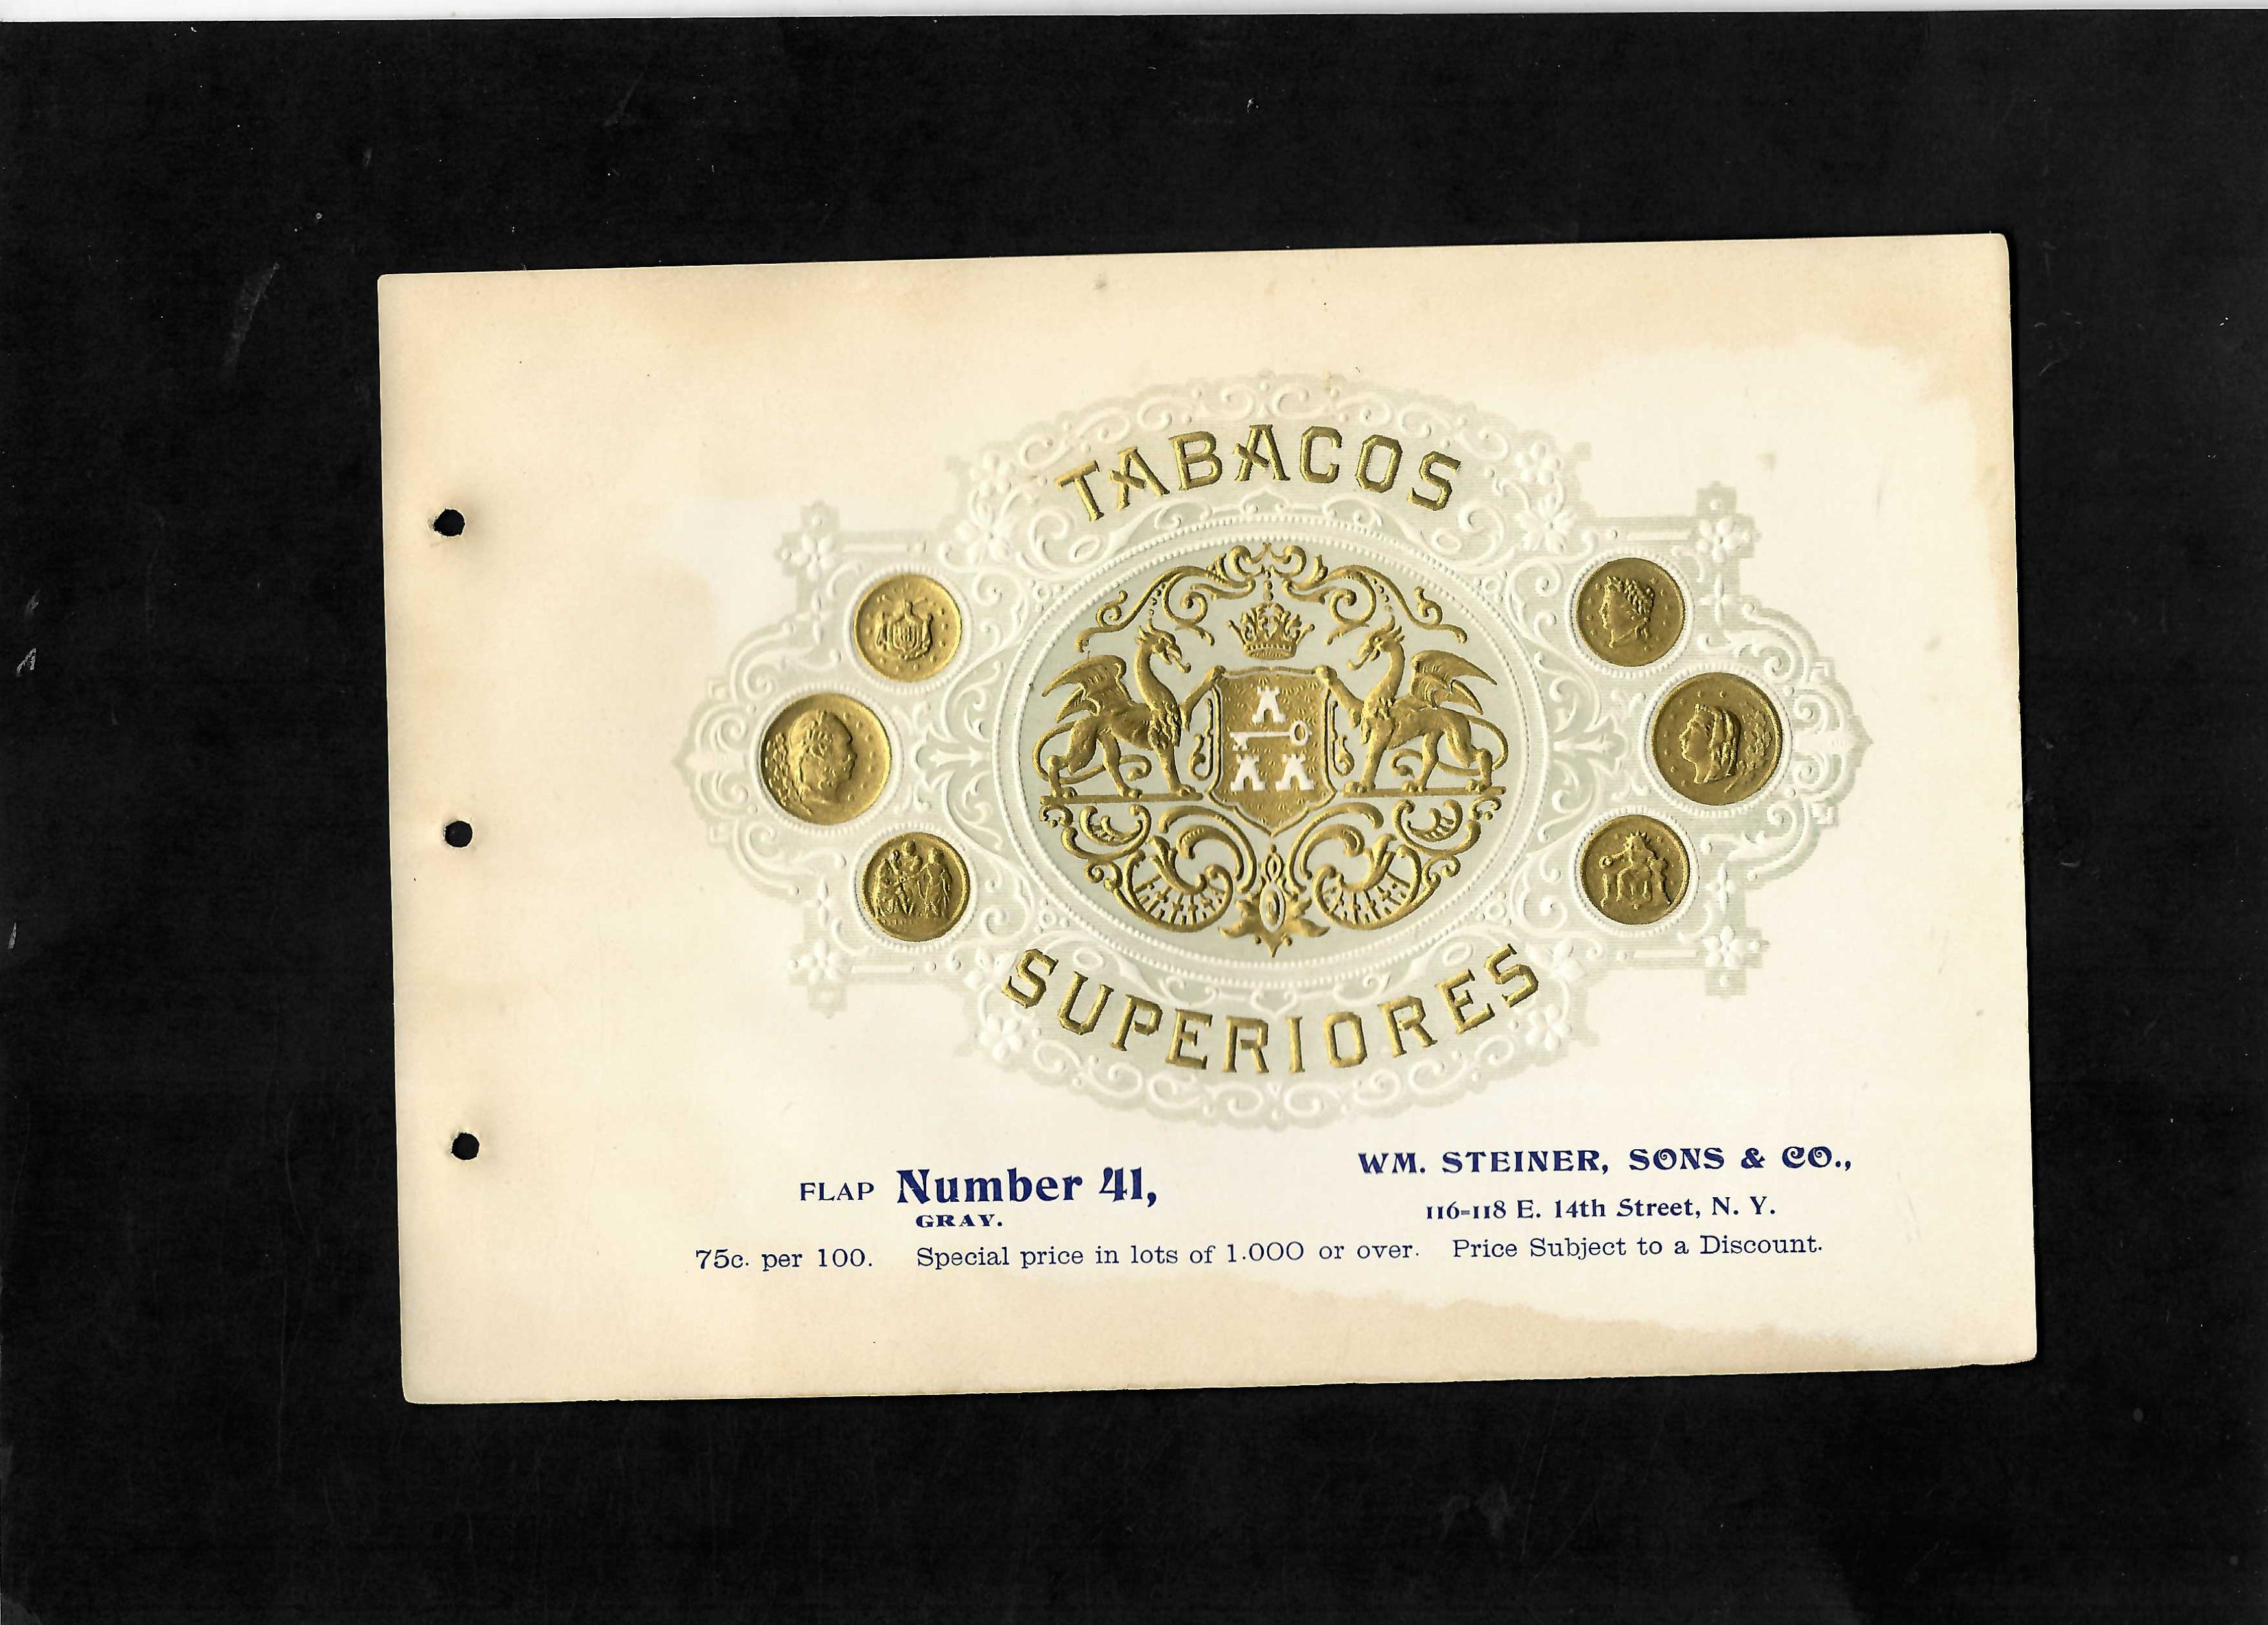 TABACOS
SUPERIORES
FLAP Number 41,
GRAY.
WM. STEINER, SONS & CO.,
116-118 E. 14th Street, N. Y.
75c. per 100. Special price in lots of 1.000 or over. Price Subject to a Discount.